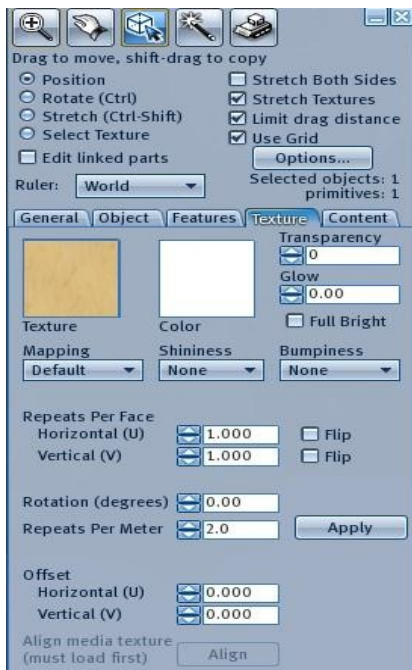 Drag to move, shift-drag to copy
Position
Stretch Both Sides
Rotate (Ctrl)
Stretch Textures
Stretch (Ctrl-Shift)
Limit drag distance
Select Texture
Use Grid
Edit linked parts
Options...
Ruler: World
Selected objects: 1
primitives: 1
General Object Features Texture Content
Transparency
0
Glow
0.00
Texture Color Full Bright
Mapping Shininess Bumpiness
Default None None
Repeats Per Face
Horizontal (U) 1.000 Flip
Vertical (V) 1.000 Flip
Rotation (degrees) 0.00
Repeats Per Meter 2.0 Apply
Offset
Horizontal (U) 0.000
Vertical (V) 0.000
Align media texture
(must load first) Align